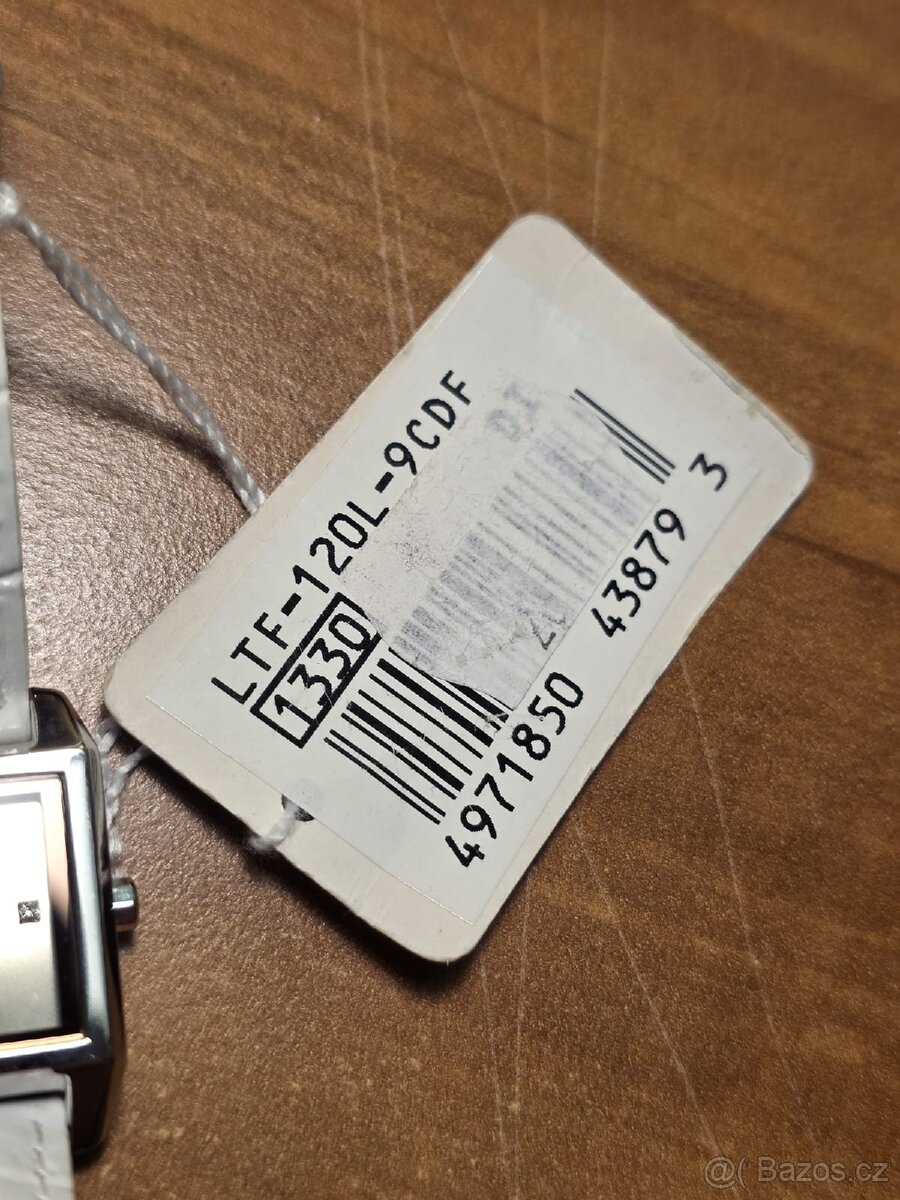 LTF-120L-9CDF
1330
4971850 43879 3
@( Bazos.cz